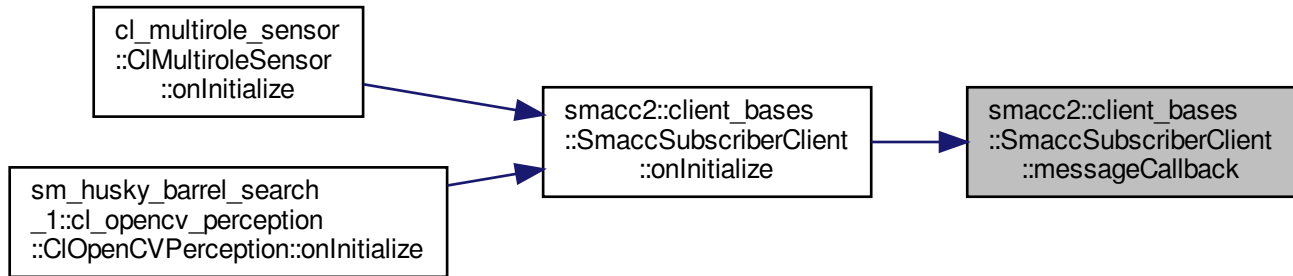 cl_multirole_sensor
::ClMultiroleSensor
::onInitialize
sm_husky_barrel_search
_1::cl_opencv_perception
::ClOpenCVPerception::onInitialize
smacc2::client_bases
::SmaccSubscriberClient
::onInitialize
smacc2::client_bases
::SmaccSubscriberClient
::messageCallback